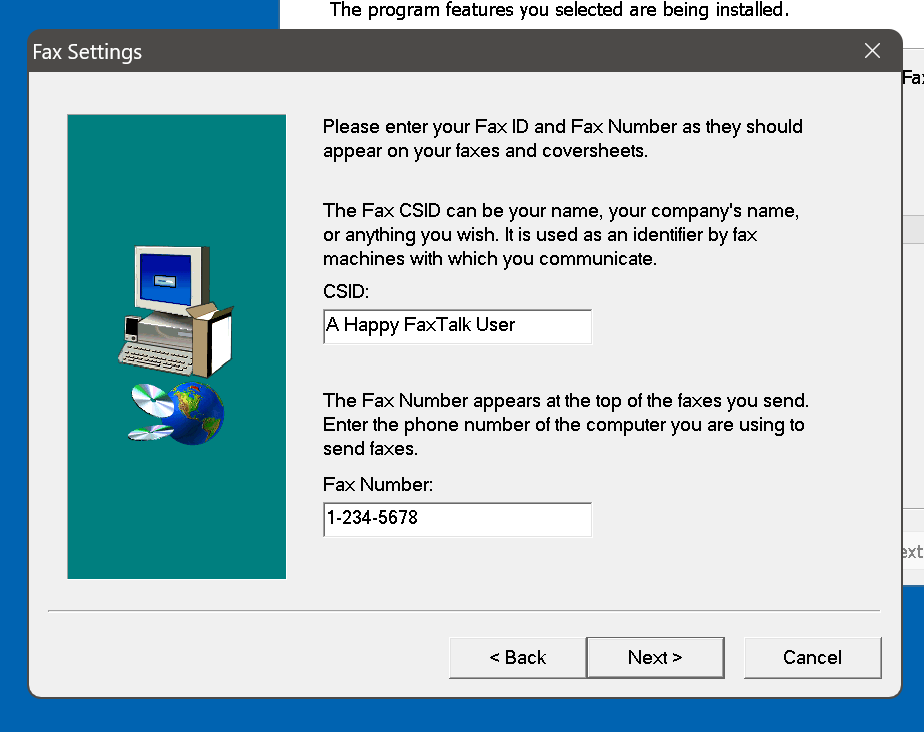 The program features you selected are being installed.
Fax Settings
Please enter your Fax ID and Fax Number as they should
appear on your faxes and coversheets.
The Fax CSID can be your name, your company's name,
or anything you wish. It is used as an identifier by fax
machines with which you communicate.
CSID:
A Happy FaxTalk User
The Fax Number appears at the top of the faxes you send.
Enter the phone number of the computer you are using to
send faxes.
Fax Number:
1-234-5678
< Back
Next >
Cancel